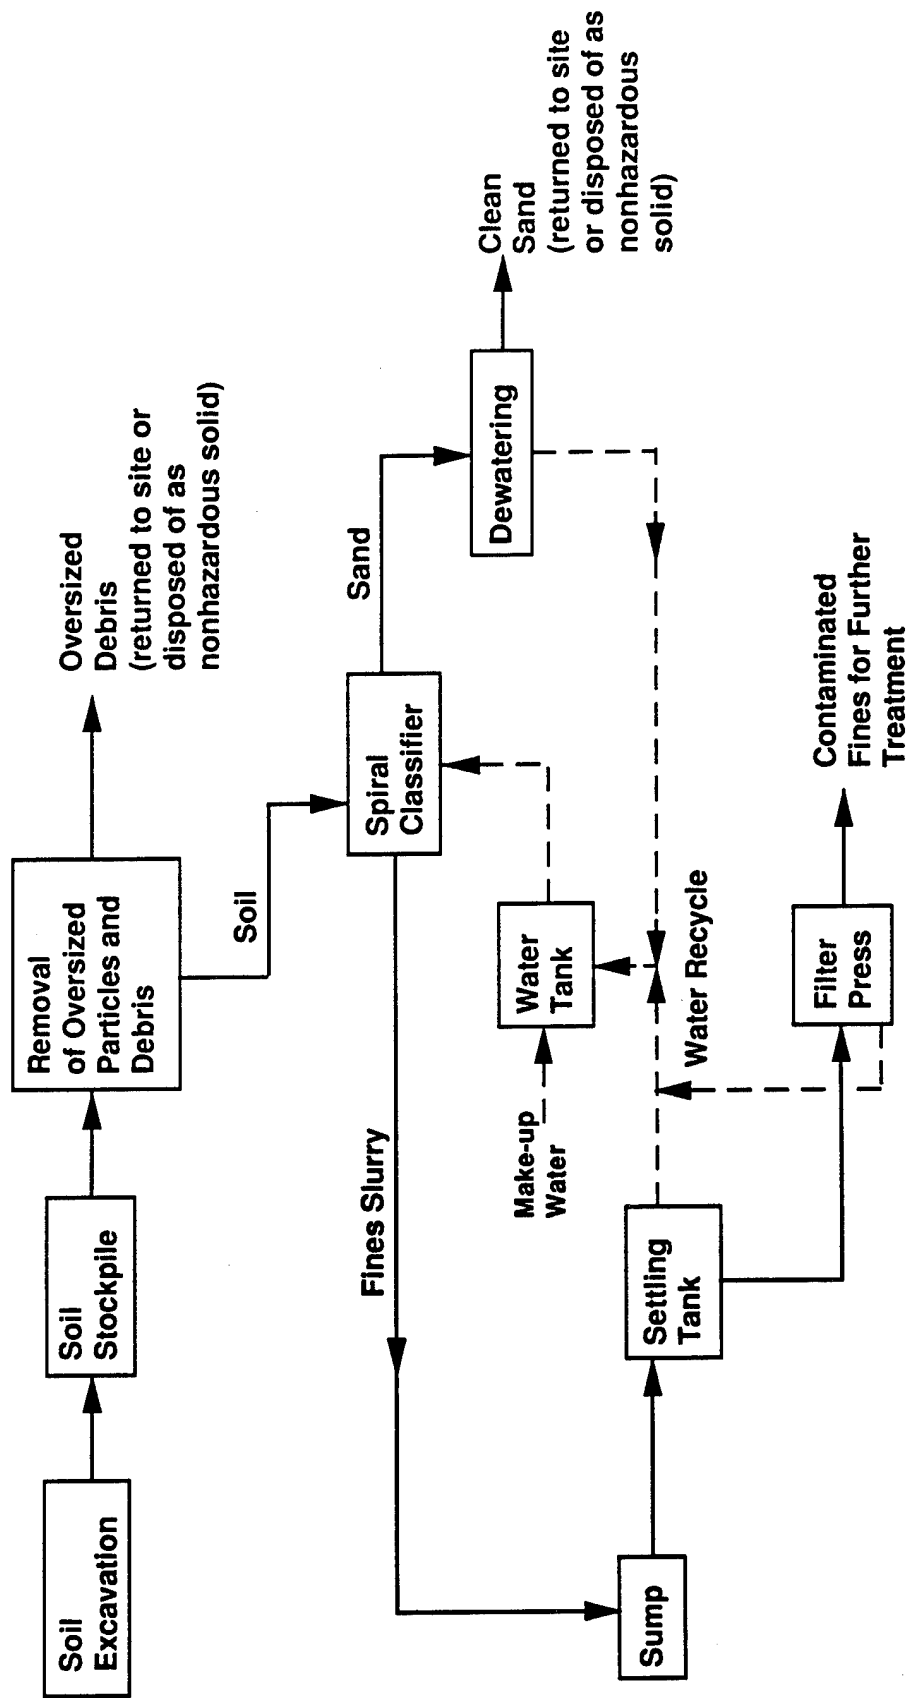 Soil
Excavation
Soil
Stockpile
Removal
of Oversized
Particles and
Debris
Oversized
Debris
(returned to site or
disposed of as
nonhazardous solid)
Soil
Spiral
Classifier
Sand
Dewatering
Clean
Sand
(returned to site
or disposed of as
nonhazardous
solid)
Fines Slurry
Make-up
Water
Water
Tank
Water Recycle
Sump
Settling
Tank
Filter
Press
Contaminated
Fines for Further
Treatment